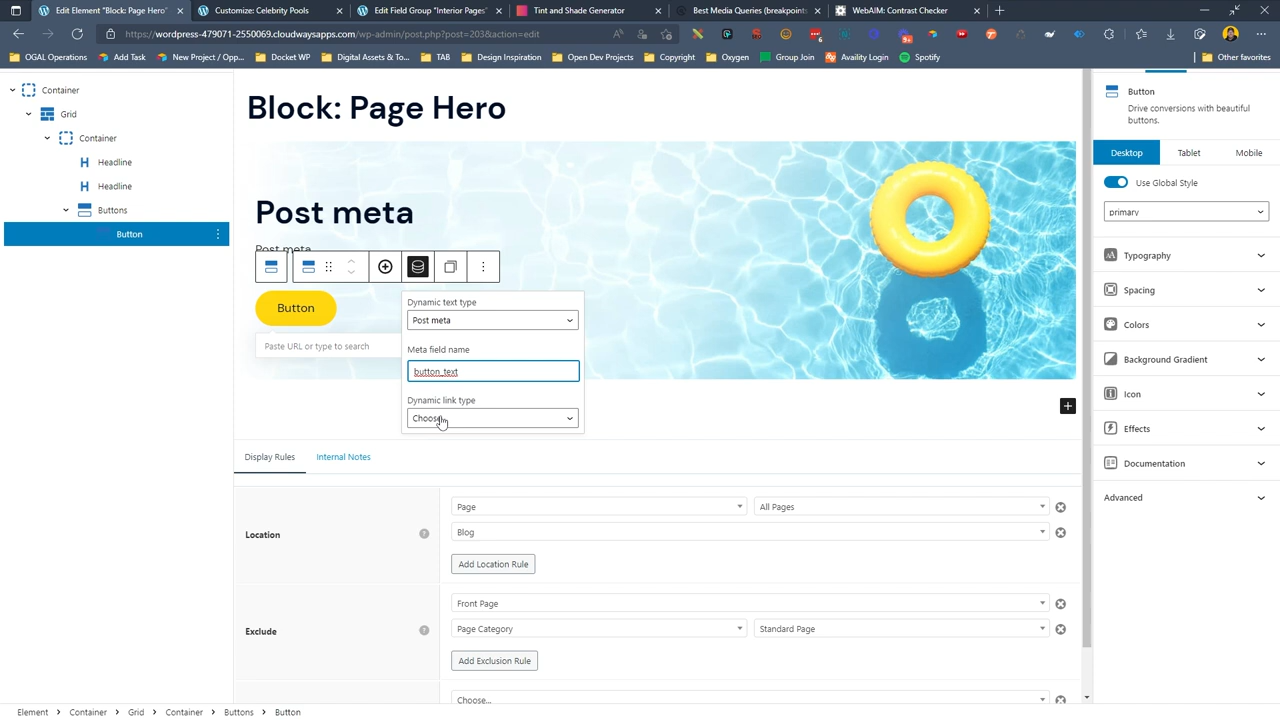 Edit Element "Block: Page Hero"
Customize: Celebrity Pools
Edit Field Group "Interior Pages"
Tint and Shade Generator
Best Media Queries (breakpoints
WebAIM: Contrast Checker
https://wordpress-479071-2550069.cloudwaysapps.com/wp-admin/post.php?post=203&action=edit
OGAL Operations
Add Task
New Project / Opp...
Docket WP
Digital Assets & To...
TAB
Design Inspiration
Open Dev Projects
Copyright
Oxygen
Group Join
Availity Login
Spotify
Other favorites
Container
Grid
Container
Headline
Headline
Buttons
Button
Block: Page Hero
Post meta
Post meta
Button
Paste URL or type to search
Dynamic text type
Post meta
Meta field name
button_text
Dynamic link type
Choose
Display Rules
Internal Notes
Location
Page
All Pages
Blog
Add Location Rule
Exclude
Front Page
Page Category
Standard Page
Add Exclusion Rule
Choose...
Button
Drive conversions with beautiful
buttons.
Desktop
Tablet
Mobile
Use Global Style
primary
Typography
Spacing
Colors
Background Gradient
Icon
Effects
Documentation
Advanced
Element > Container > Grid > Container > Buttons > Button